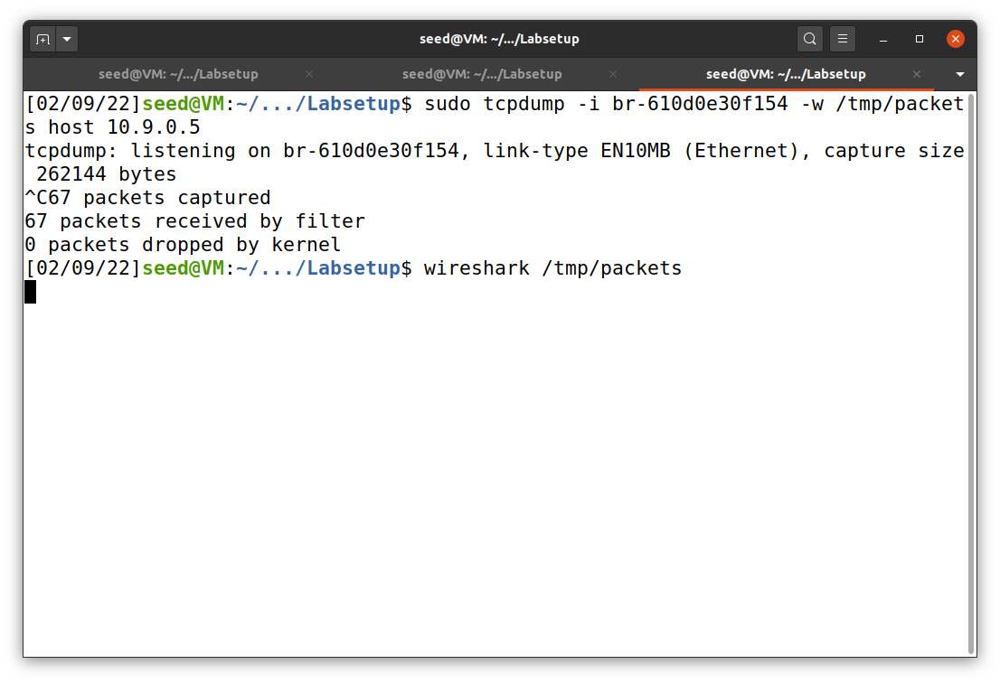 seed@VM: ~/.../Labsetup
seed@VM: ~/.../Labsetup seed@VM: ~/.../Labsetup seed@VM: ~/.../Labsetup
[02/09/22]seed@VM:~/.../Labsetup$ sudo tcpdump -i br-610d0e30f154 -w /tmp/packet
s host 10.9.0.5
tcpdump: listening on br-610d0e30f154, link-type EN10MB (Ethernet), capture size
 262144 bytes
^C67 packets captured
67 packets received by filter
0 packets dropped by kernel
[02/09/22]seed@VM:~/.../Labsetup$ wireshark /tmp/packets